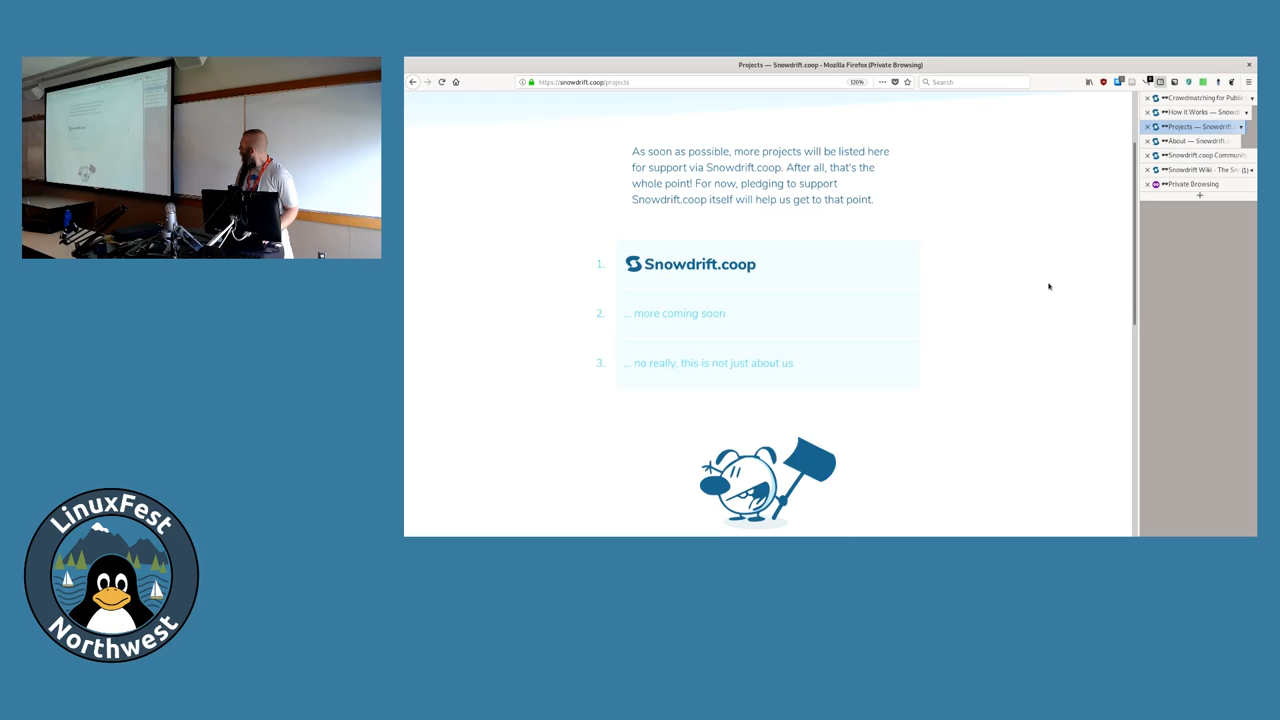 Projects — Snowdrift.coop - Mozilla Firefox (Private Browsing)
https://snowdrift.coop/projects
120%
Search
As soon as possible, more projects will be listed here
for support via Snowdrift.coop. After all, that's the
whole point! For now, pledging to support
Snowdrift.coop itself will help us get to that point.
1. Snowdrift.coop
2. ... more coming soon
3. ... no really, this is not just about us
**Crowdmatching for Public
**How it Works — Snowd
**Projects — Snowdrift.
**About — Snowdrift.c
**Snowdrift.coop Communit
**Snowdrift Wiki - The Sno (1)
**Private Browsing
LinuxFest
Northwest